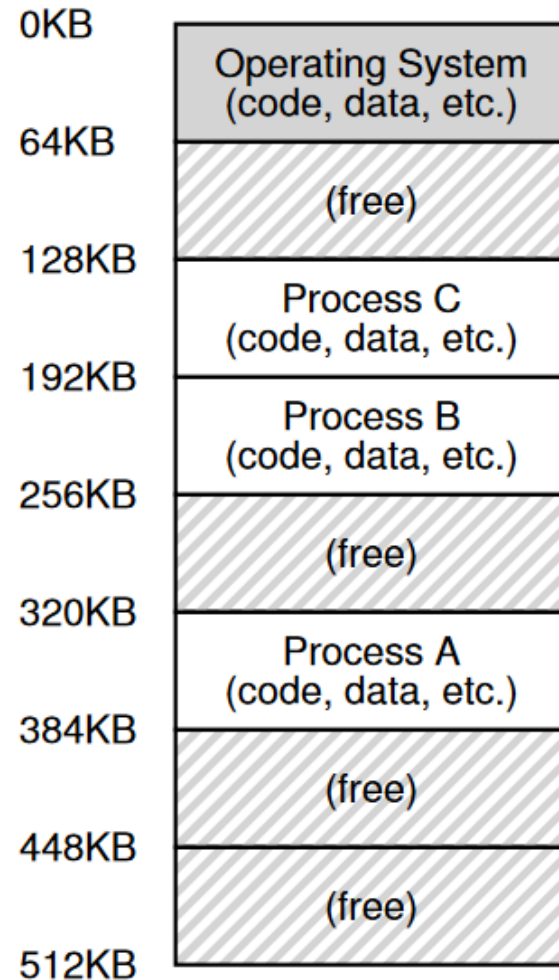 0KB
Operating System
(code, data, etc.)
64KB
(free)
128KB
Process C
(code, data, etc.)
192KB
Process B
(code, data, etc.)
256KB
(free)
320KB
Process A
(code, data, etc.)
384KB
(free)
448KB
(free)
512KB